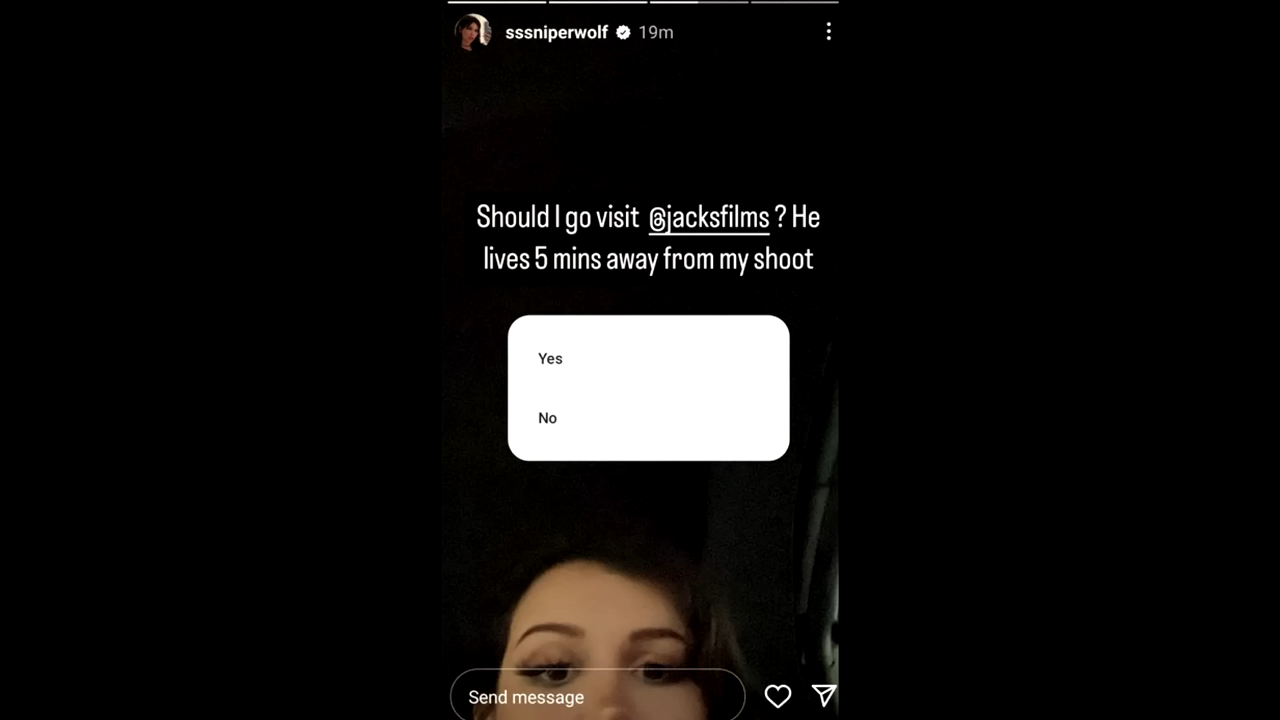 sssniperwolf 19m
Should I go visit @jacksfilms ? He
lives 5 mins away from my shoot
Yes
No
Send message